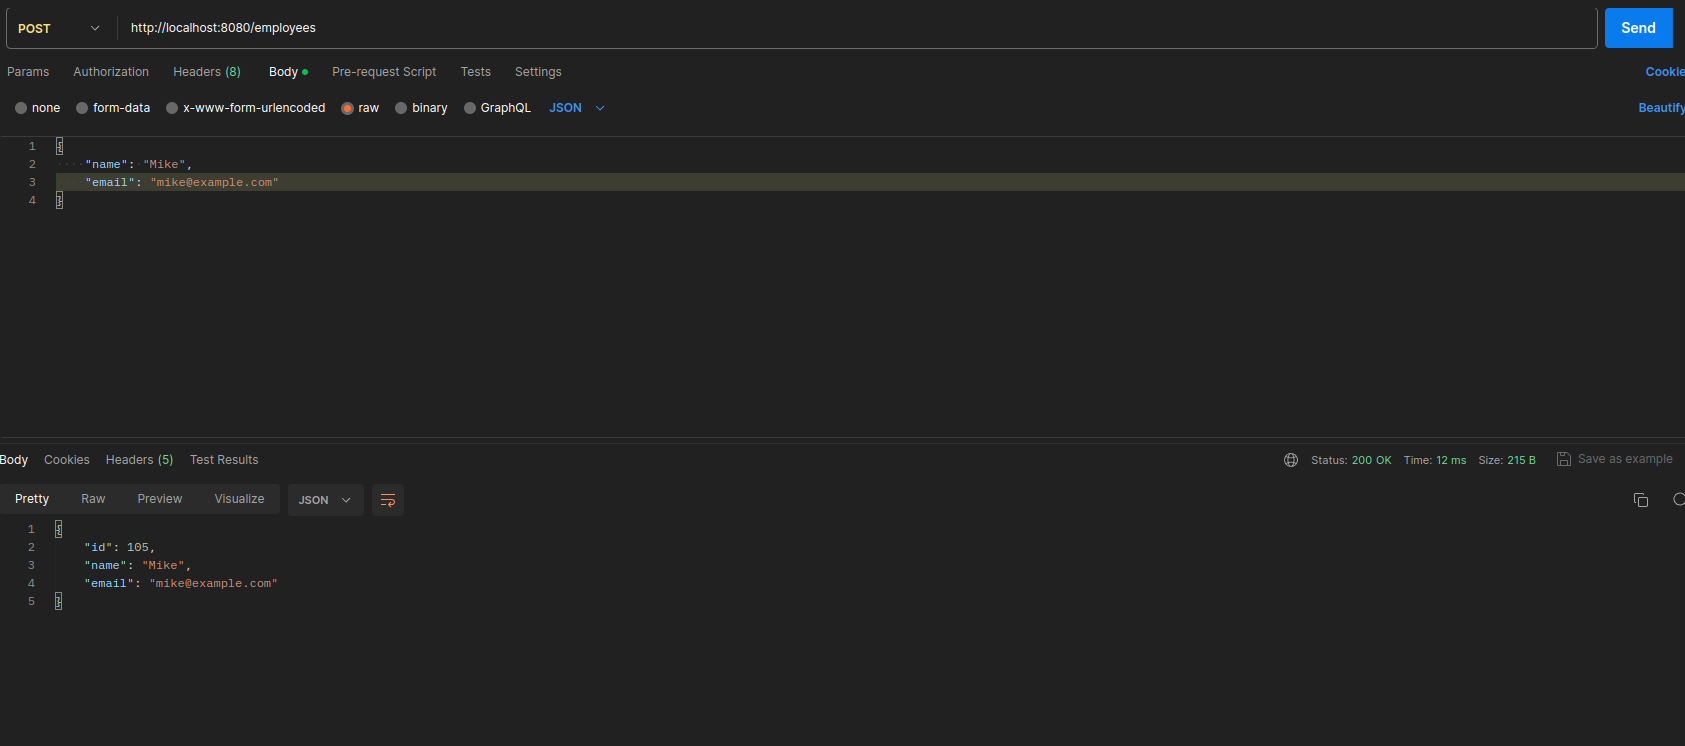 POST http://localhost:8080/employees Send
Params Authorization Headers (8) Body Pre-request Script Tests Settings Cookie
none form-data x-www-form-urlencoded raw binary GraphQL JSON Beautify
1 {
2 "name": "Mike",
3 "email": "mike@example.com"
4 }
Body Cookies Headers (5) Test Results Status: 200 OK Time: 12 ms Size: 215 B Save as example
Pretty Raw Preview Visualize JSON
1 {
2 "id": 105,
3 "name": "Mike",
4 "email": "mike@example.com"
5 }